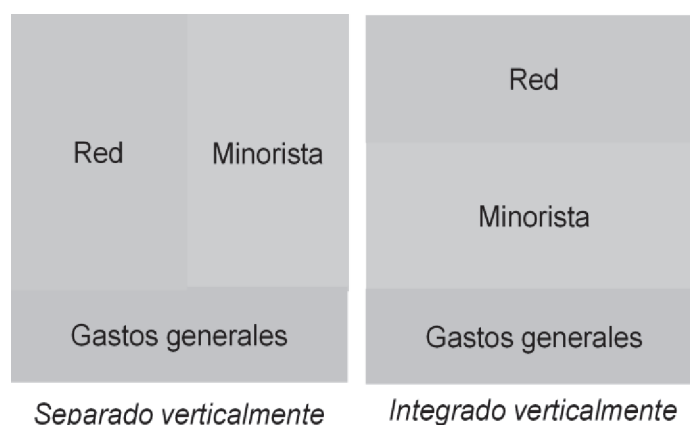 Red
Minorista
Gastos generales
Separado verticalmente
Red
Minorista
Gastos generales
Integrado verticalmente